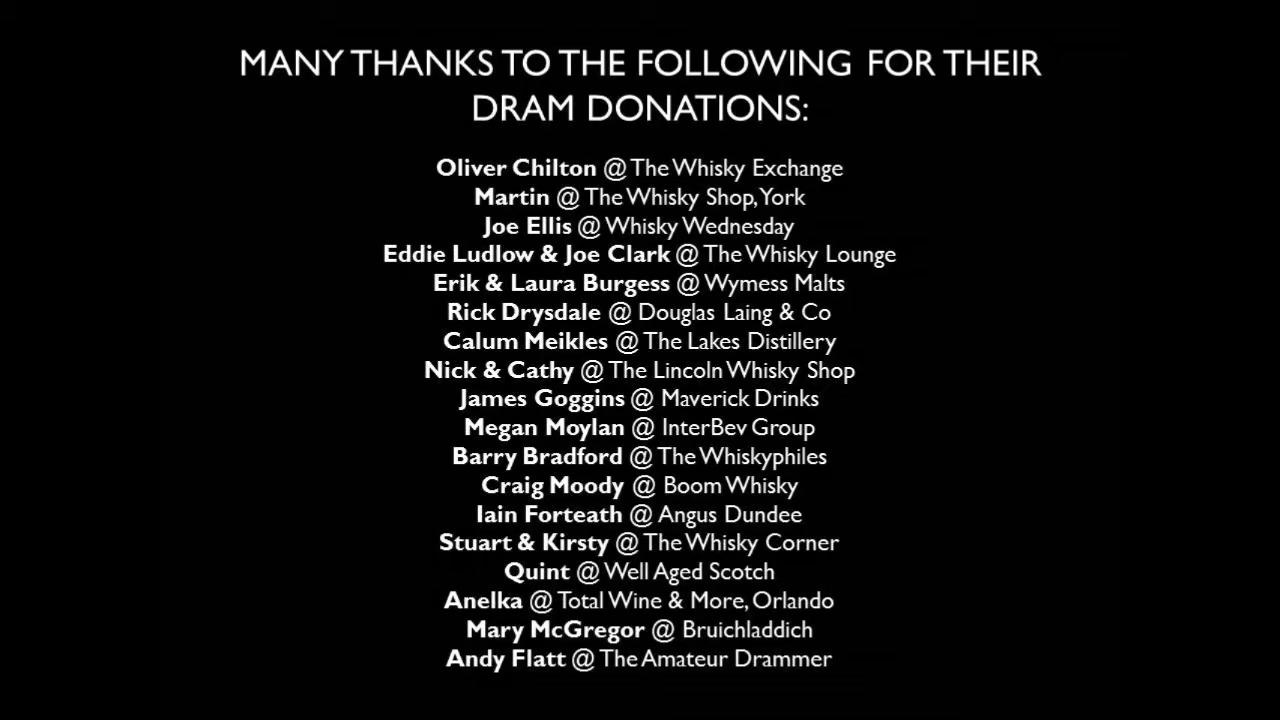 MANY THANKS TO THE FOLLOWING FOR THEIR
DRAM DONATIONS:
Oliver Chilton @ The Whisky Exchange
Martin @ The Whisky Shop, York
Joe Ellis @ Whisky Wednesday
Eddie Ludlow & Joe Clark @ The Whisky Lounge
Erik & Laura Burgess @ Wymess Malts
Rick Drysdale @ Douglas Laing & Co
Calum Meikles @ The Lakes Distillery
Nick & Cathy @ The Lincoln Whisky Shop
James Goggins @ Maverick Drinks
Megan Moylan @ InterBev Group
Barry Bradford @ The Whiskyphiles
Craig Moody @ Boom Whisky
Iain Forteath @ Angus Dundee
Stuart & Kirsty @ The Whisky Corner
Quint @ Well Aged Scotch
Anelka @ Total Wine & More, Orlando
Mary McGregor @ Bruichladdich
Andy Flatt @ The Amateur Drammer